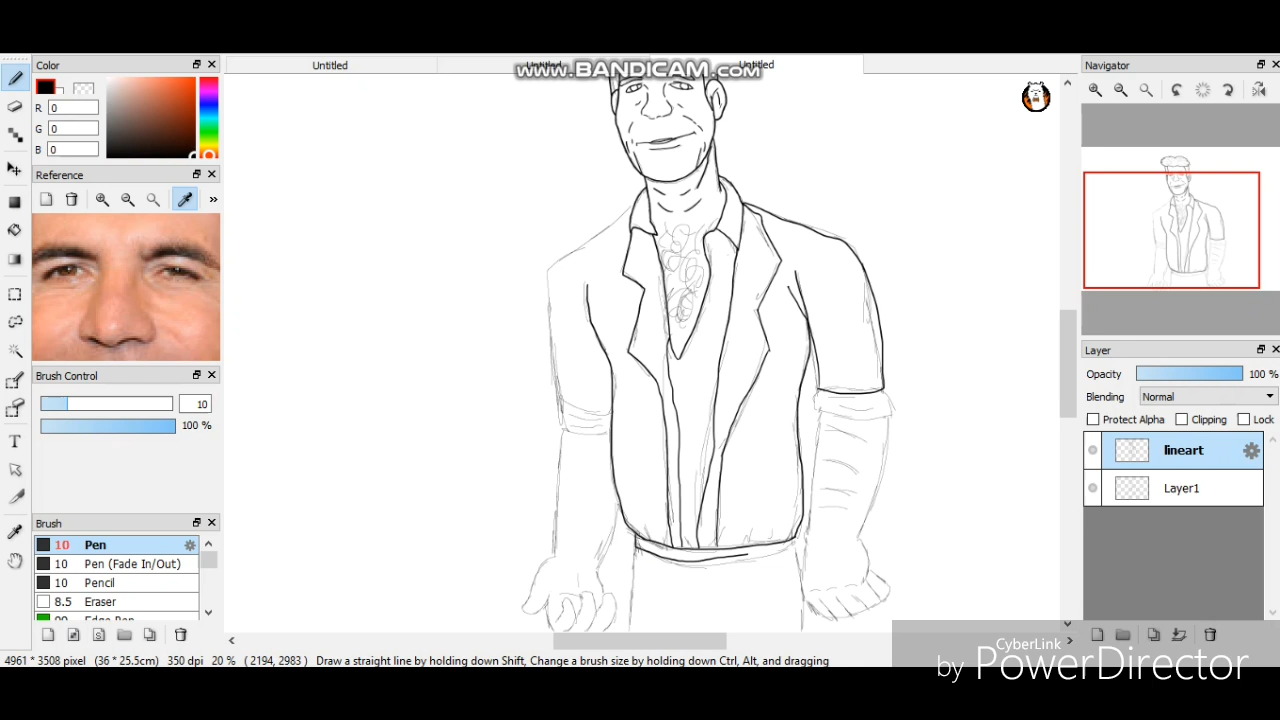 Color
Untitled
Untitled
Untitled
www.BANDICAM.com
Navigator
R 0
G 0
B 0
Reference
»
Brush Control
10
100 %
Layer
Opacity 100 %
Blending Normal
Protect Alpha Clipping Lock
lineart
Layer1
T
Brush
10 Pen
10 Pen (Fade In/Out)
10 Pencil
8.5 Eraser
4961 * 3508 pixel (36 * 25.5cm) 350 dpi 20 % ( 2194, 2983 ) Draw a straight line by holding down Shift, Change a brush size by holding down Ctrl, Alt, and dragging
CyberLink
by PowerDirector